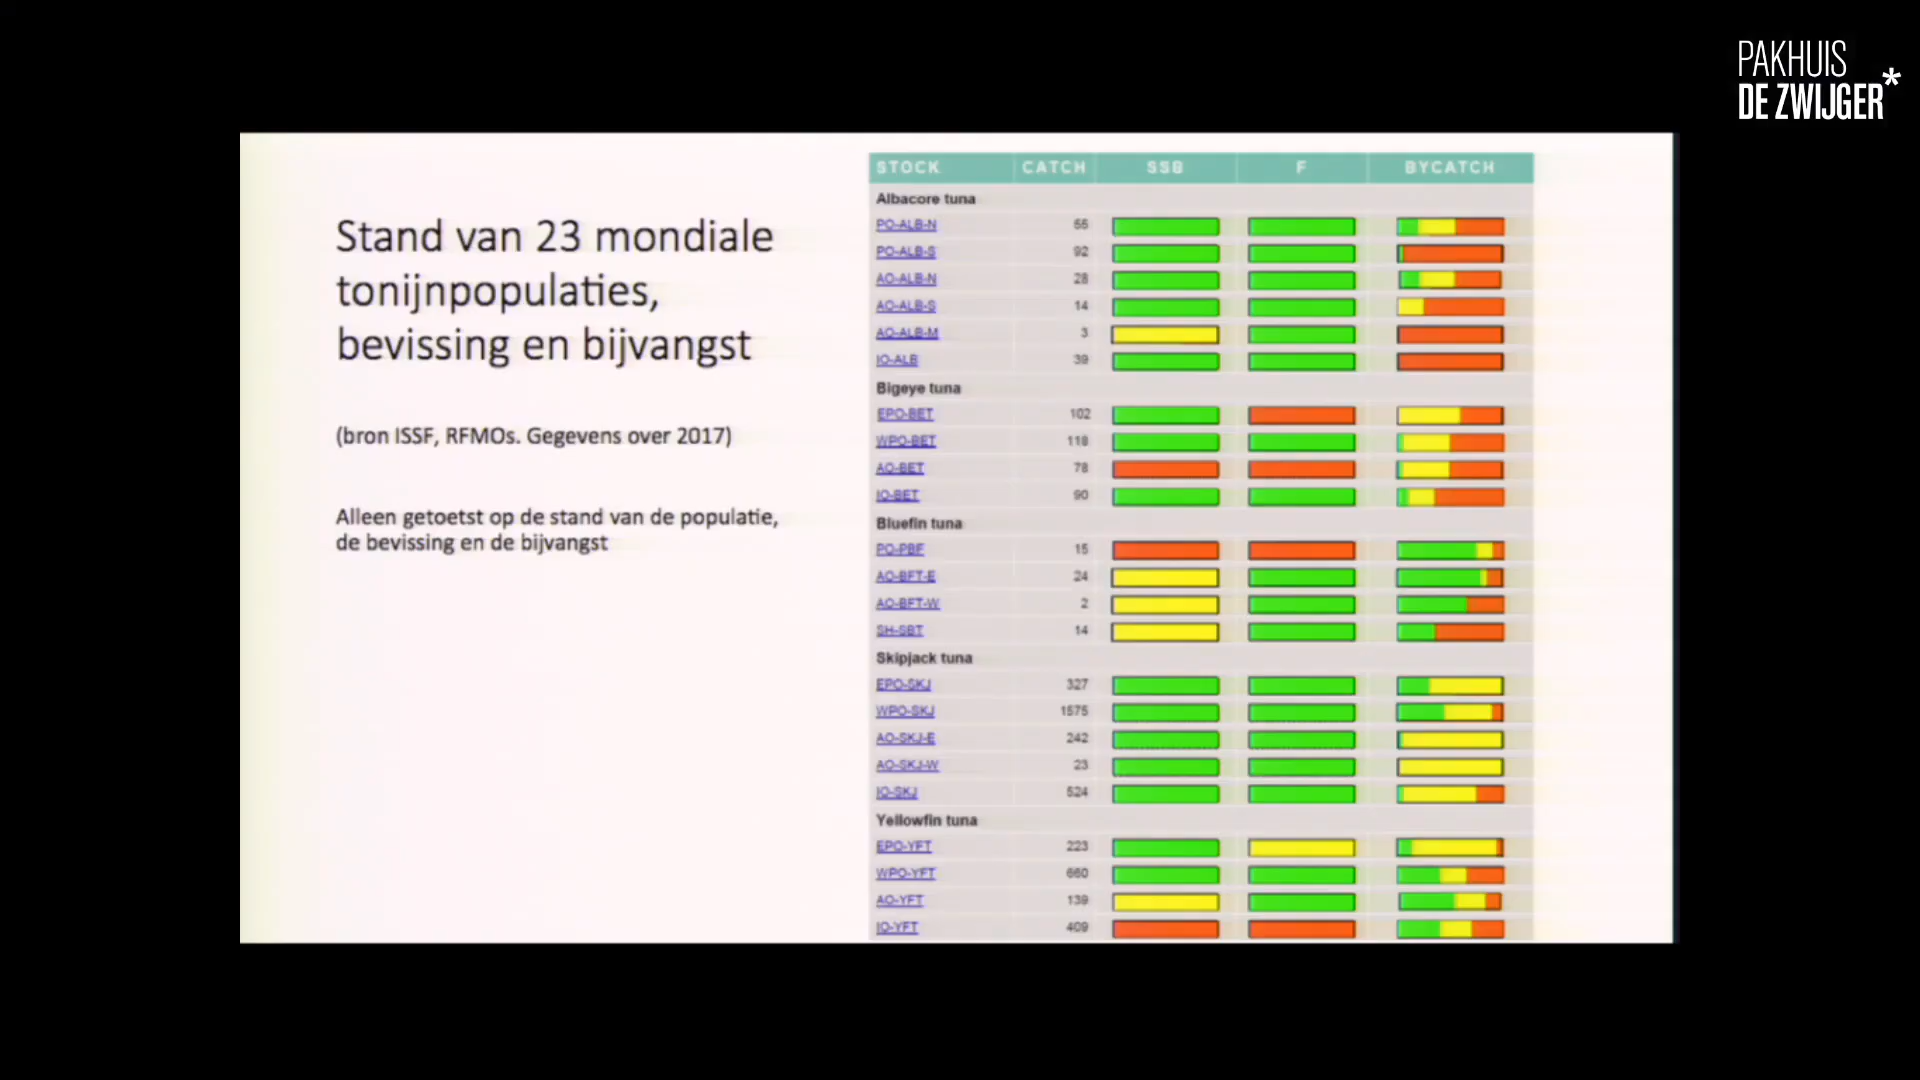 PAKHUIS
DE ZWIJGER*
Stand van 23 mondiale
tonijnpopulaties,
bevissing en bijvangst
(bron ISSF, RFMOs. Gegevens over 2017)
Alleen getoetst op de stand van de populatie,
de bevissing en de bijvangst
STOCK CATCH SSB F BYCATCH
Albacore tuna
PO-ALB-N
PO-ALB-S 92
AO-ALB-N 28
AO-ALB-S 14
AO-ALB-M 3
IO-ALB 39
Bigeye tuna
EPO-BET 102
WPO-BET 118
AO-BET 78
IO-BET 90
Bluefin tuna
PO-PBF 15
AO-BFT-E 24
AO-BFT-W 2
SH-SBT 14
Skipjack tuna
EPO-SKJ 327
WPO-SKJ 1575
AO-SKJ-E 242
AO-SKJ-W 23
IO-SKJ 524
Yellowfin tuna
EPO-YFT 223
WPO-YFT 660
AO-YFT 139
IO-YFT 409